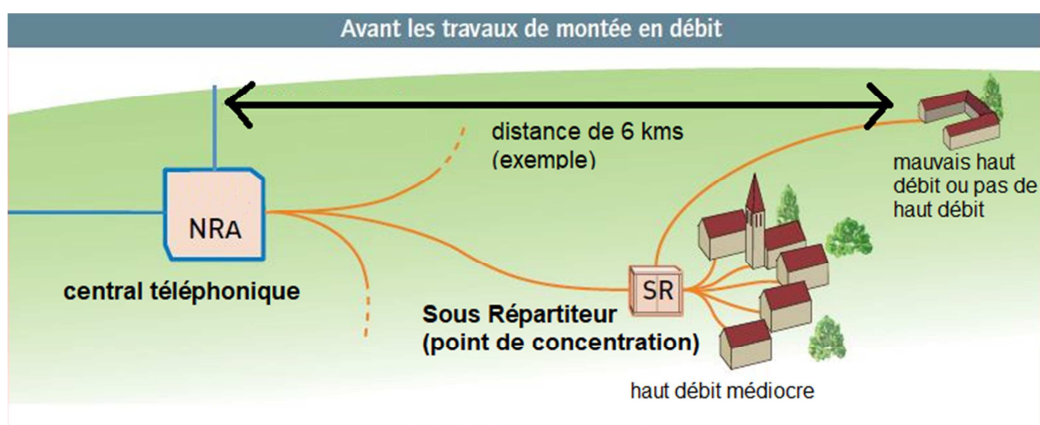 Avant les travaux de montée en débit
distance de 6 kms
(exemple)
mauvais haut
débit ou pas de
haut débit
NRA
central téléphonique
SR
Sous Répartiteur
(point de concentration)
haut débit médiocre